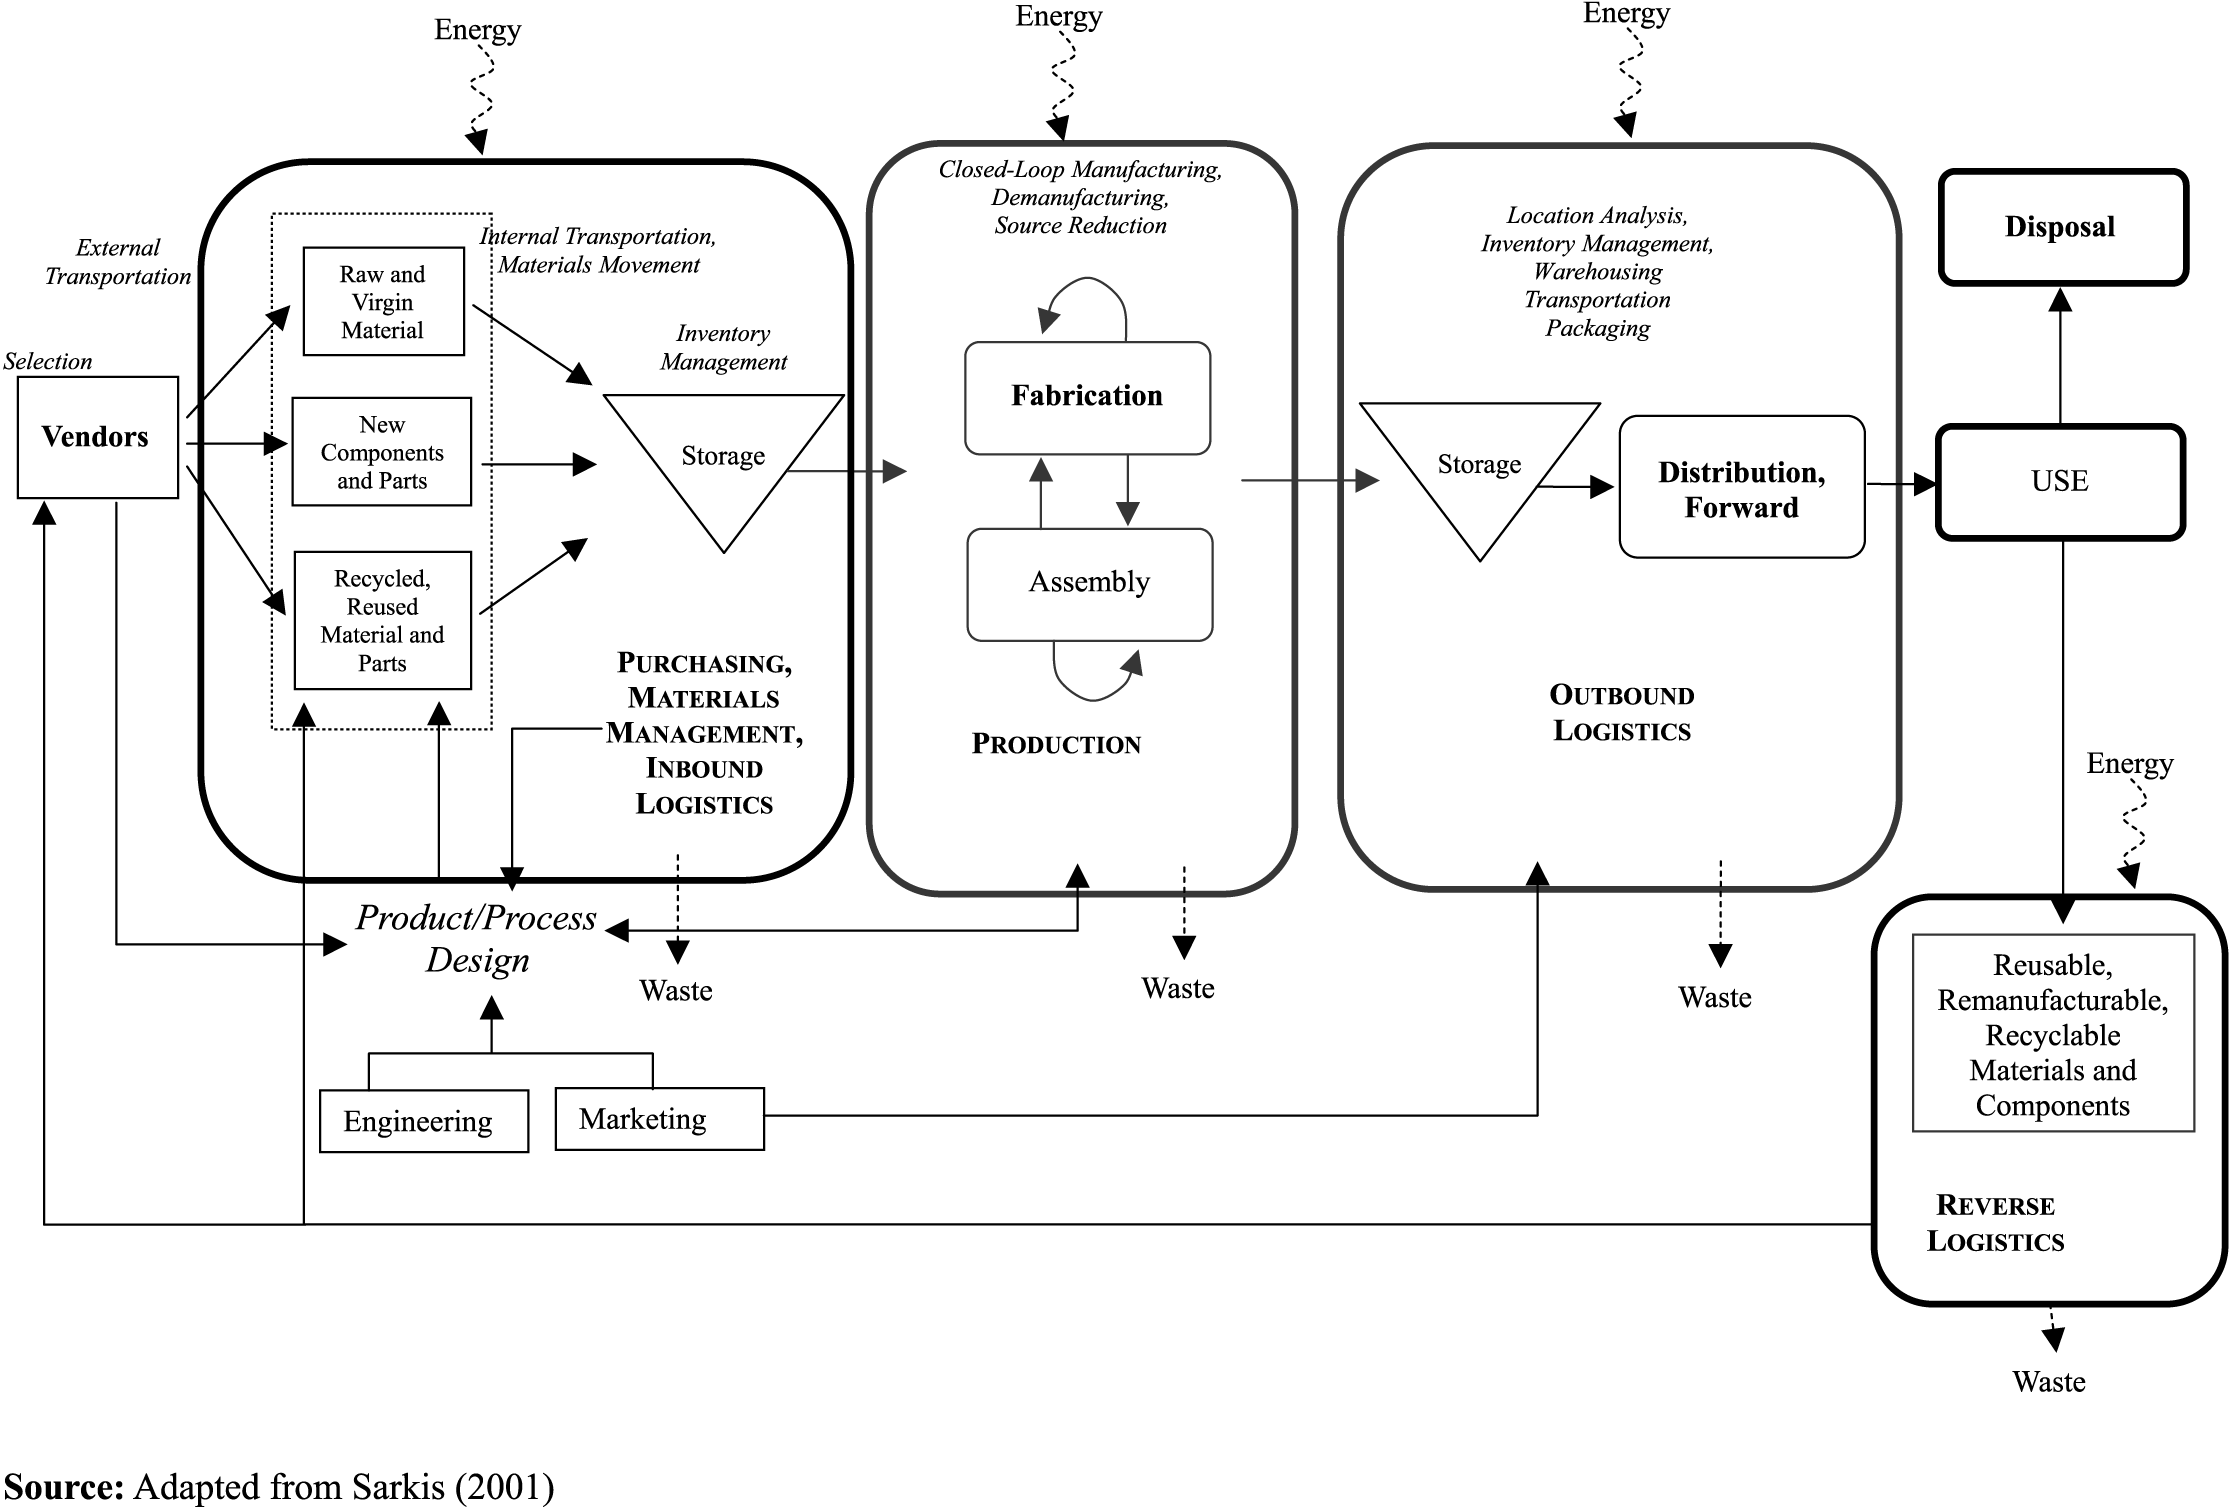 Energy
Energy
Energy
External
Transportation
Selection
Vendors
Raw and
Virgin
Material
New
Components
and Parts
Recycled,
Reused
Material and
Parts
Internal Transportation,
Materials Movement
Inventory
Management
Storage
PURCHASING,
MATERIALS
MANAGEMENT,
INBOUND
LOGISTICS
Closed-Loop Manufacturing,
Demanufacturing,
Source Reduction
Fabrication
Assembly
PRODUCTION
Location Analysis,
Inventory Management,
Warehousing
Transportation
Packaging
Storage
Distribution,
Forward
OUTBOUND
LOGISTICS
Disposal
USE
Energy
Product/Process
Design
Waste
Waste
Waste
Engineering
Marketing
Reusable,
Remanufacturable,
Recyclable
Materials and
Components
REVERSE
LOGISTICS
Waste
Source: Adapted from Sarkis (2001)